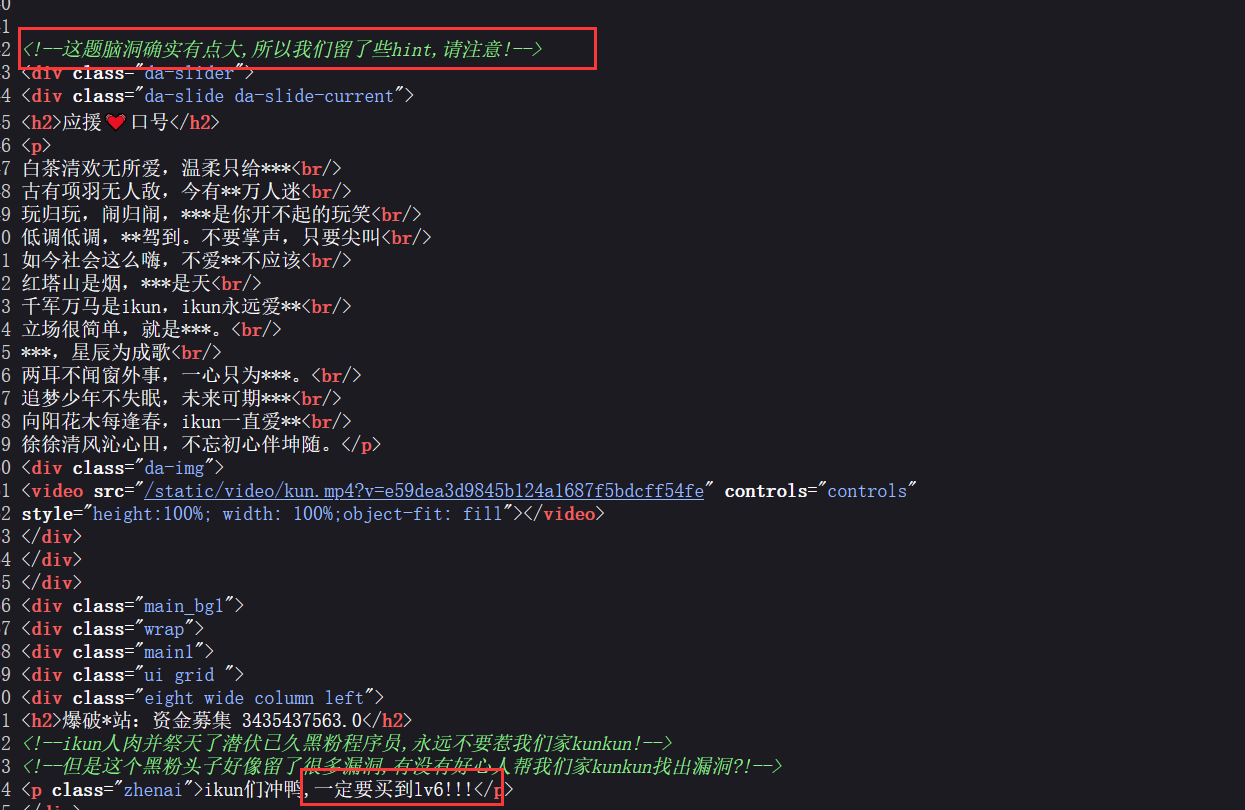 0
1
2 <!--这题脑洞确实有点大,所以我们留了些hint,请注意!-->
3 <div class="da-slider">
4 <div class="da-slide da-slide-current">
5 <h2>应援❤️口号</h2>
6 <p>
7 白茶清欢无所爱，温柔只给***<br/>
8 古有项羽无人敌，今有**万人迷<br/>
9 玩归玩，闹归闹，***是你开不起的玩笑<br/>
0 低调低调，**驾到。不要掌声，只要尖叫<br/>
1 如今社会这么嗨，不爱**不应该<br/>
2 红塔山是烟，***是天<br/>
3 千军万马是ikun，ikun永远爱**<br/>
4 立场很简单，就是***。<br/>
5 ***，星辰为成歌<br/>
6 两耳不闻窗外事，一心只为***。<br/>
7 追梦少年不失眠，未来可期***<br/>
8 向阳花木每逢春，ikun一直爱**<br/>
9 徐徐清风沁心田，不忘初心伴坤随。</p>
0 <div class="da-img">
1 <video src="/static/video/kun.mp4?v=e59dea3d9845b124a1687f5bdcff54fe" controls="controls"
2 style="height:100%; width: 100%;object-fit: fill"></video>
3 </div>
4 </div>
5 </div>
6 <div class="main_bg1">
7 <div class="wrap">
8 <div class="main1">
9 <div class="ui grid ">
0 <div class="eight wide column left">
1 <h2>爆破*站：资金募集 3435437563.0</h2>
2 <!--ikun人肉并祭天了潜伏已久黑粉程序员,永远不要惹我们家kunkun!-->
3 <!--但是这个黑粉头子好像留了很多漏洞,有没有好心人帮我们家kunkun找出漏洞?!-->
4 <p class="zhenai">ikun们冲鸭,一定要买到lv6!!!</p>
5 </div>